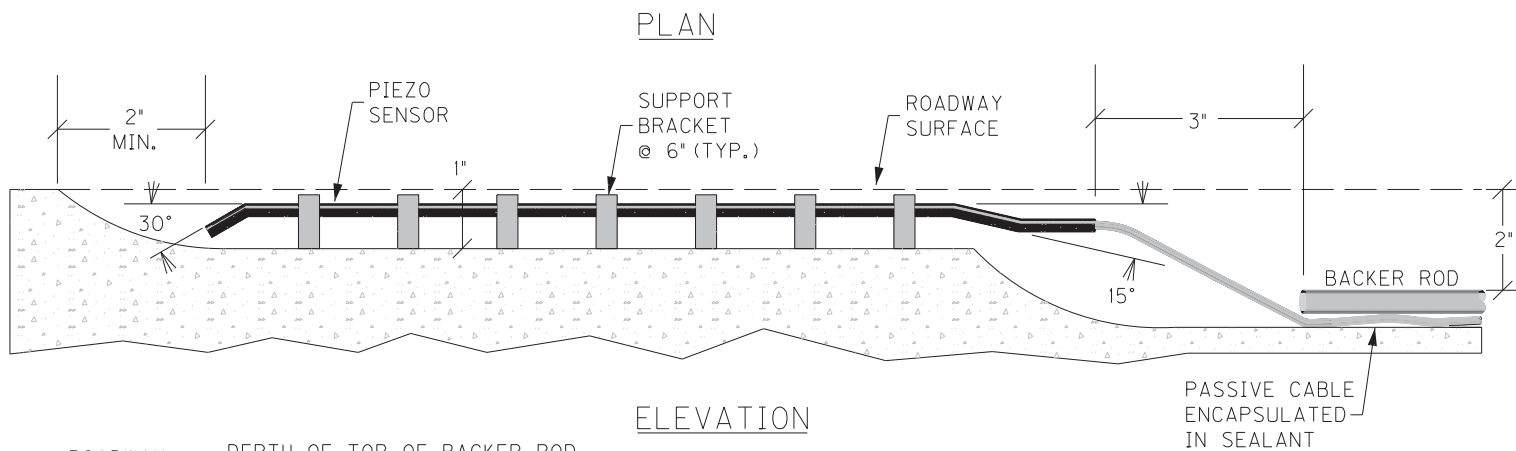 PLAN
2"
MIN.
PIEZO
SENSOR
SUPPORT
BRACKET
@ 6" (TYP.)
ROADWAY
SURFACE
3"
1"
30°
2"
15°
BACKER ROD
PASSIVE CABLE
ENCAPSULATED
IN SEALANT
ELEVATION
ROADWAY
DEPTH OF TOP OF BACKER ROD